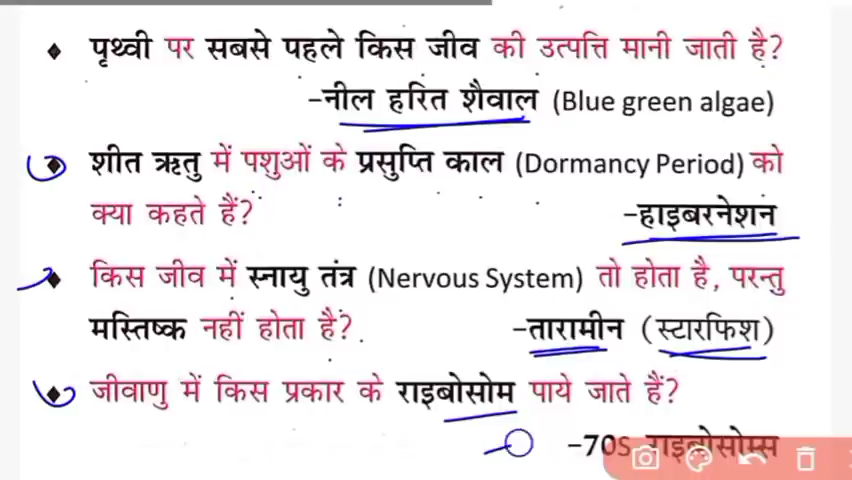 ♦ पृथ्वी पर सबसे पहले किस जीव की उत्पत्ति मानी जाती है?
-नील हरित शैवाल (Blue green algae)
♦ शीत ऋतु में पशुओं के प्रसुप्ति काल (Dormancy Period) को
क्या कहते हैं?
-हाइबरनेशन
♦ किस जीव में स्नायु तंत्र (Nervous System) तो होता है, परन्तु
मस्तिष्क नहीं होता है?
-तारामीन (स्टारफिश)
♦ जीवाणु में किस प्रकार के राइबोसोम पाये जाते हैं?
-70s राइबोसोम्स